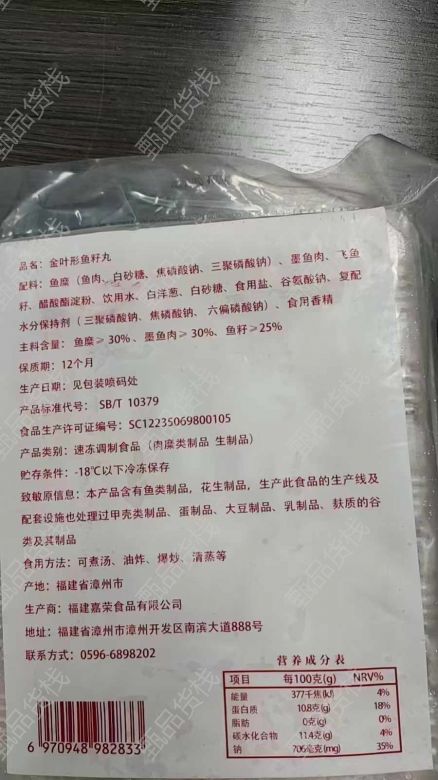 品名：金叶形鱼籽丸
配料：鱼糜（鱼肉、白砂糖、焦磷酸钠、三聚磷酸钠）、墨鱼肉、飞鱼
籽、醋酸酯淀粉、饮用水、白洋葱、白砂糖、食用盐、谷氨酸钠、复配
水分保持剂（三聚磷酸钠、焦磷酸钠、六偏磷酸钠）、食用香精
主料含量：鱼糜≥30%、墨鱼肉≥30%、鱼籽≥25%
保质期：12个月
生产日期：见包装喷码处
产品标准代号：SB/T 10379
食品生产许可证编号：SC12235069800105
产品类别：速冻调制食品（肉糜类制品 生制品）
贮存条件：-18℃以下冷冻保存
致敏原信息：本产品含有鱼类制品，花生制品，生产此食品的生产线及
配套设施也处理过甲壳类制品、蛋制品、大豆制品、乳制品、麸质的谷
类及其制品
食用方法：可煮汤、油炸、爆炒、清蒸等
产地：福建省漳州市
生产商：福建嘉荣食品有限公司
地址：福建省漳州市漳州开发区南滨大道888号
联系方式：0596-6898202
营养成分表
项目 每100克(g) NRV%
能量 377千焦(kJ) 4%
蛋白质 10.8克(g) 18%
脂肪 0克(g) 0%
碳水化合物 11.4克(g) 4%
钠 706毫克(mg) 35%
6 970948 982833
甄品货栈